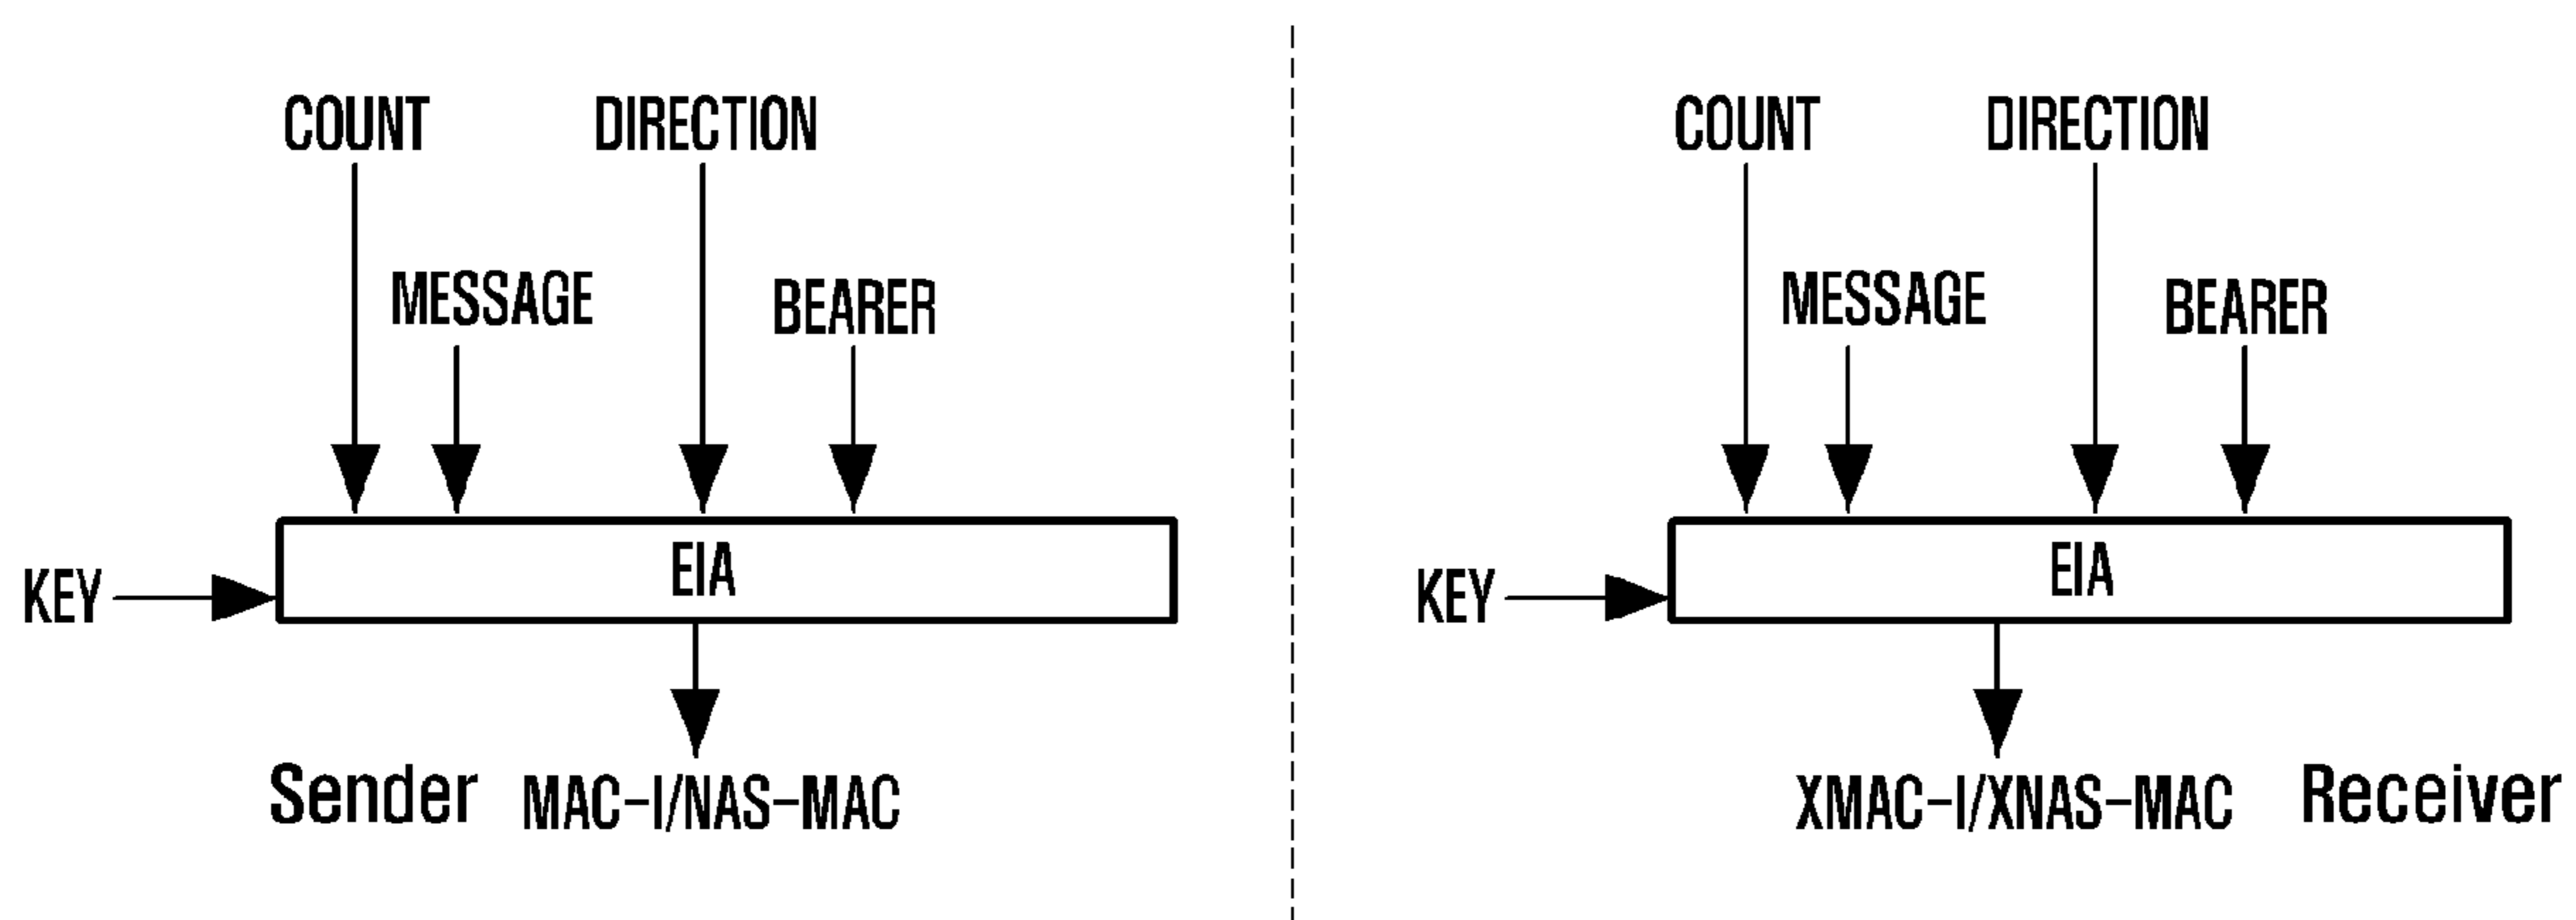 COUNT DIRECTION COUNT DIRECTION
MESSAGE BEARER MESSAGE BEARER
EIA EIA
KEY KEY
Sender MAC-I/NAS-MAC XMAC-I/XNAS-MAC Receiver